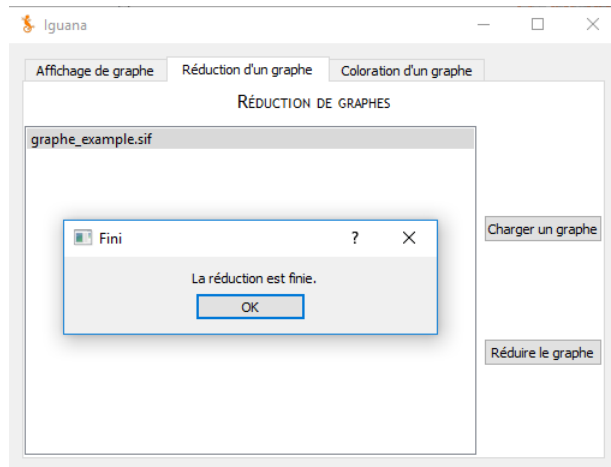 Iguana
Affichage de graphe Réduction d'un graphe Coloration d'un graphe
RÉDUCTION DE GRAPHES
graphe_example.sif
Charger un graphe
Fini ?
La réduction est finie.
OK
Réduire le graphe